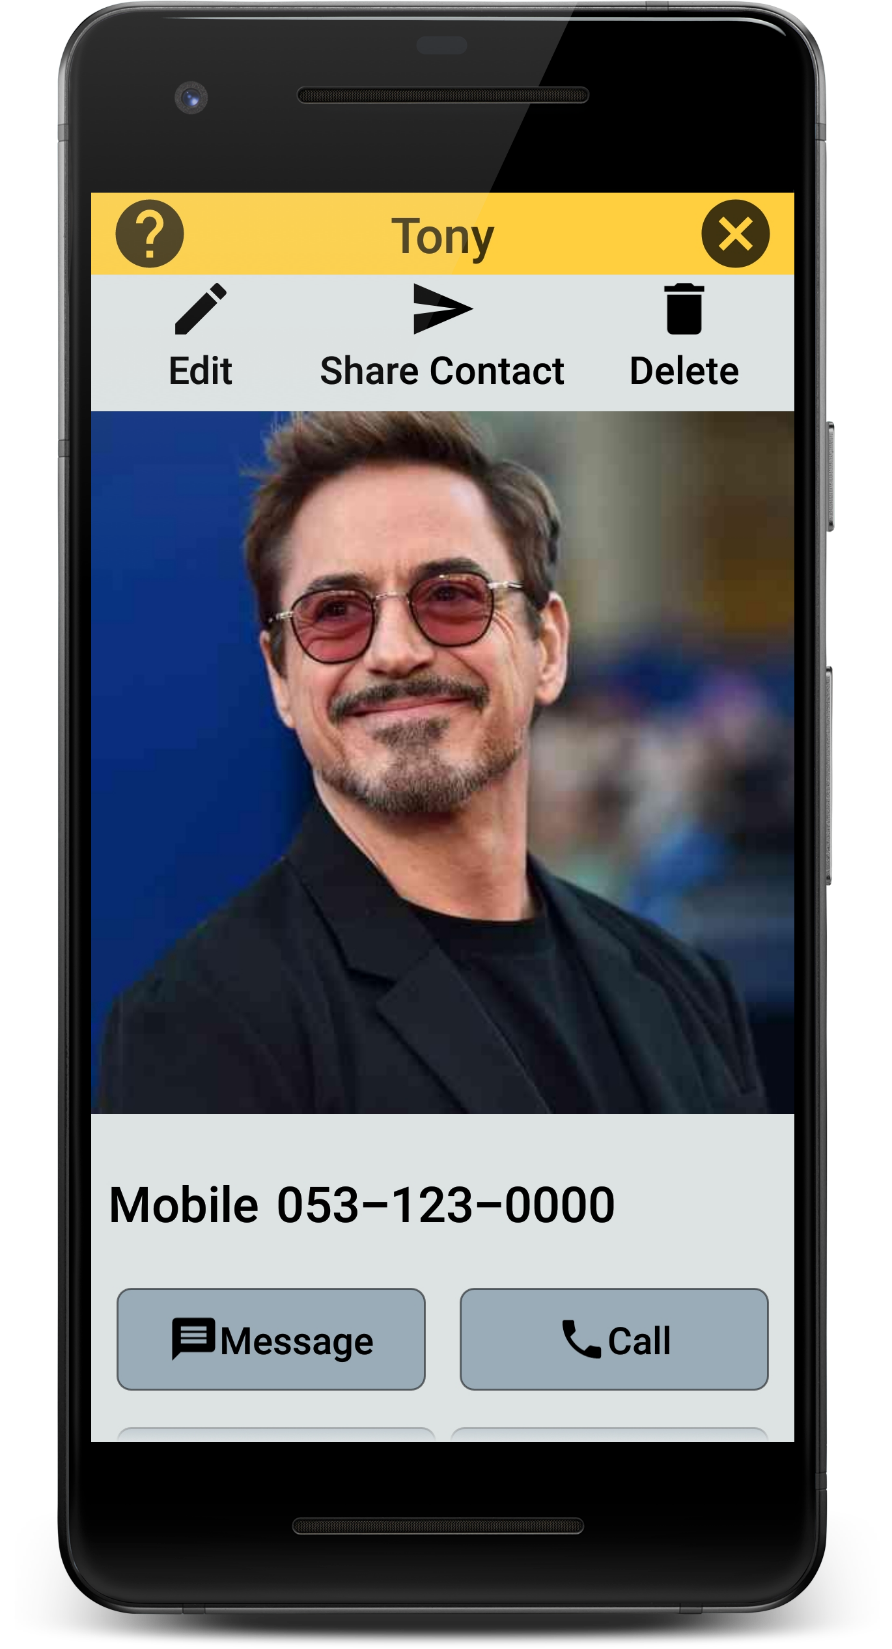 Tony
Edit Share Contact Delete
Mobile 053–123–0000
Message Call